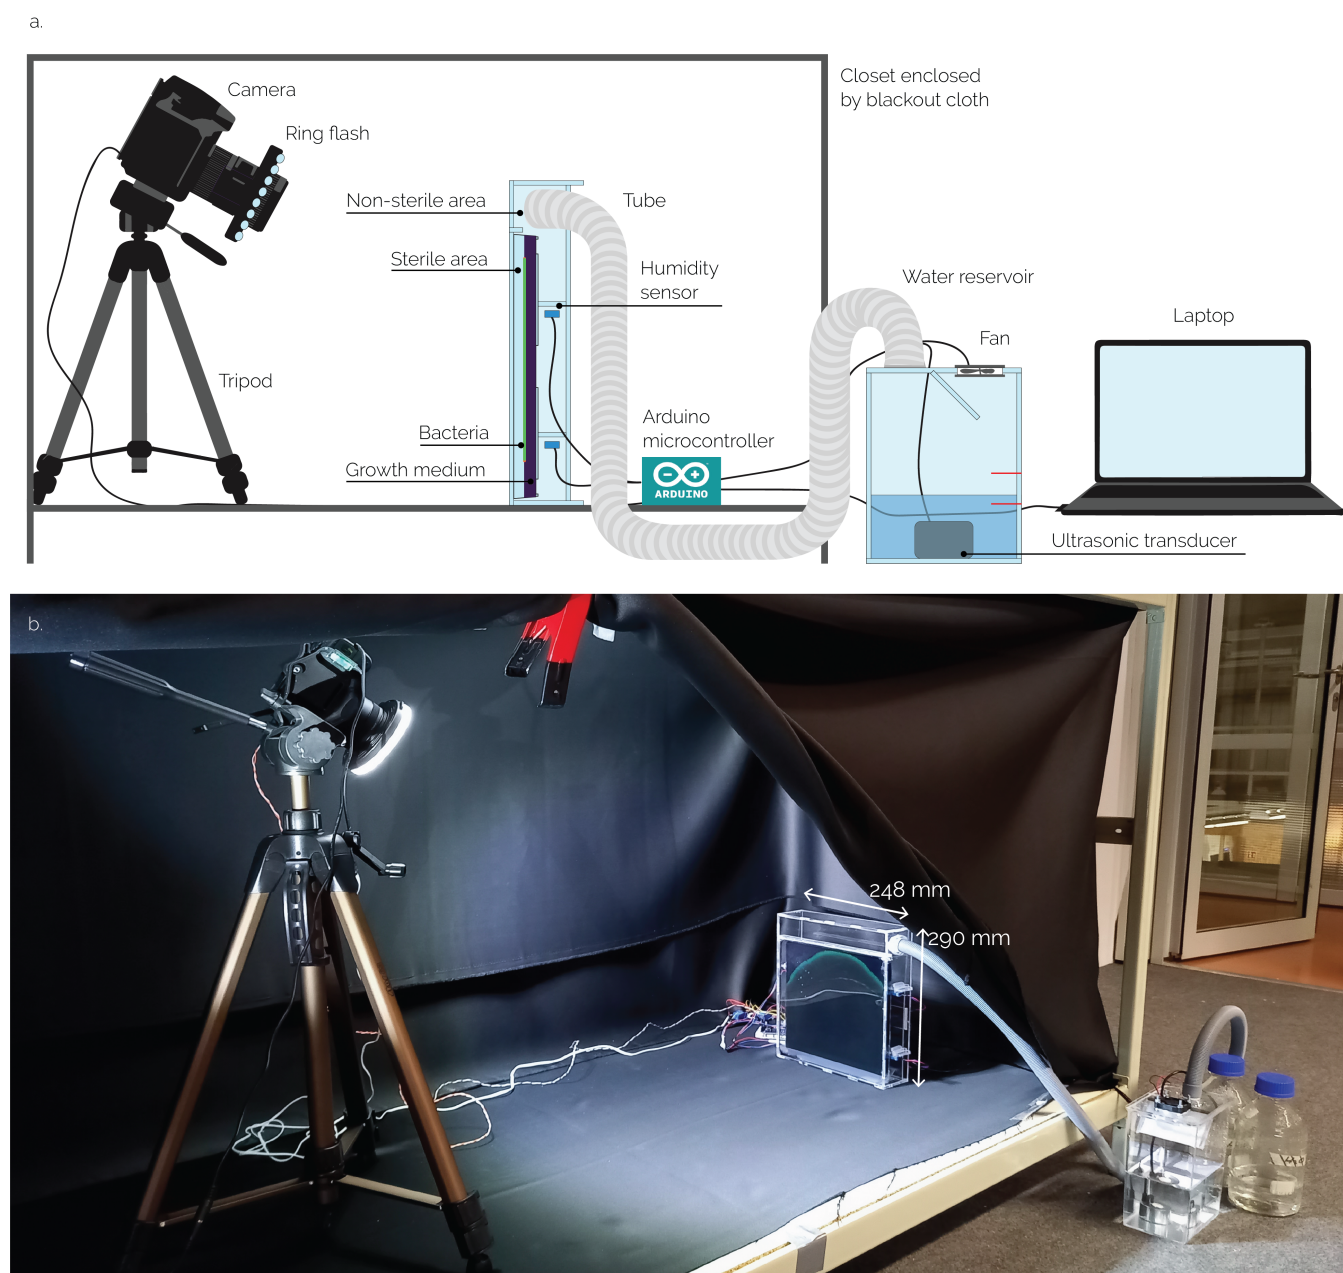 a.
Camera
Ring flash
Closet enclosed
by blackout cloth
Non-sterile area
Tube
Sterile area
Humidity
sensor
Water reservoir
Fan
Laptop
Tripod
Bacteria
Growth medium
Arduino
microcontroller
ARDUINO
Ultrasonic transducer
b.
248 mm
290 mm